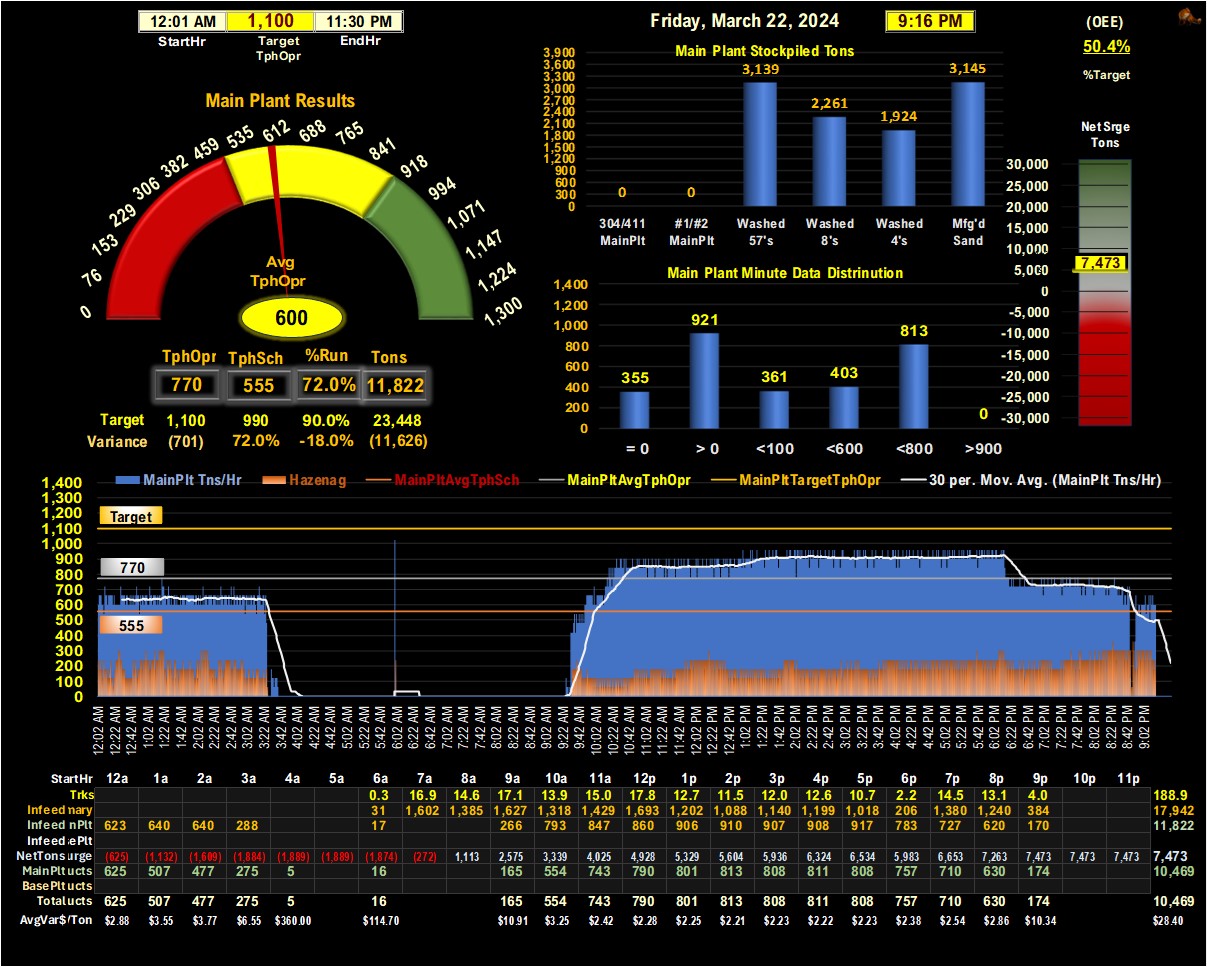 12:01 AM 1,100 11:30 PM
StartHr Target TphOpr EndHr
Friday, March 22, 2024 9:16 PM
(OEE)
50.4%
%Target
Main Plant Results
0 76 153 229 306 382 459 535 612 688 765 841 918 994 1,071 1,147 1,224 1,300
Avg
TphOpr
600
TphOpr TphSch %Run Tons
770 555 72.0% 11,822
Target 1,100 990 90.0% 23,448
Variance (701) 72.0% -18.0% (11,626)
Main Plant Stockpiled Tons
3,900
3,600
3,300
3,000
2,700
2,400
2,100
1,800
1,500
1,200
900
600
300
0
0 0 3,139 2,261 1,924 3,145
304/411 #1/#2 Washed Washed Washed Mfg'd
MainPlt MainPlt 57's 8's 4's Sand
Net Srge
Tons
30,000
25,000
20,000
15,000
10,000
5,000
0
-5,000
-10,000
-15,000
-20,000
-25,000
-30,000
7,473
Main Plant Minute Data Distrinution
1,400
1,200
1,000
800
600
400
200
0
355 921 361 403 813 0
= 0 > 0 <100 <600 <800 >900
MainPlt Tns/Hr Hazenag MainPltAvgTphSch MainPltAvgTphOpr MainPltTargetTphOpr 30 per. Mov. Avg. (MainPlt Tns/Hr)
1,400
1,300
1,200
1,100
1,000
900
800
700
600
500
400
300
200
100
0
Target
770
555
12:02 AM 12:22 AM 12:42 AM 1:02 AM 1:22 AM 1:42 AM 2:02 AM 2:22 AM 2:42 AM 3:02 AM 3:22 AM 3:42 AM 4:02 AM 4:22 AM 4:42 AM 5:02 AM 5:22 AM 5:42 AM 6:02 AM 6:22 AM 6:42 AM 7:02 AM 7:22 AM 7:42 AM 8:02 AM 8:22 AM 8:42 AM 9:02 AM 9:22 AM 9:42 AM 10:02 AM 10:22 AM 10:42 AM 11:02 AM 11:22 AM 11:42 AM 12:02 PM 12:22 PM 12:42 PM 1:02 PM 1:22 PM 1:42 PM 2:02 PM 2:22 PM 2:42 PM 3:02 PM 3:22 PM 3:42 PM 4:02 PM 4:22 PM 4:42 PM 5:02 PM 5:22 PM 5:42 PM 6:02 PM 6:22 PM 6:42 PM 7:02 PM 7:22 PM 7:42 PM 8:02 PM 8:22 PM 8:42 PM 9:02 PM
StartHr 12a 1a 2a 3a 4a 5a 6a 7a 8a 9a 10a 11a 12p 1p 2p 3p 4p 5p 6p 7p 8p 9p 10p 11p
Trks 0.3 16.9 14.6 17.1 13.9 15.0 17.8 12.7 11.5 12.0 12.6 10.7 2.2 14.5 13.1 4.0 188.9
Infeed nary 31 1,602 1,385 1,627 1,318 1,429 1,693 1,202 1,088 1,140 1,199 1,018 206 1,380 1,240 384 17,942
Infeed nPlt 623 640 640 288 17 266 793 847 860 906 910 907 908 917 783 727 620 170 11,822
Infeed ePlt
NetTons urge (625) (1,132) (1,609) (1,884) (1,889) (1,889) (1,874) (272) 1,113 2,575 3,339 4,025 4,928 5,329 5,604 5,936 6,324 6,534 5,983 6,653 7,263 7,473 7,473 7,473 7,473
MainPlt ucts 625 507 477 275 5 16 165 554 743 790 801 813 808 811 808 757 710 630 174 10,469
BasePlt ucts
Total ucts 625 507 477 275 5 16 165 554 743 790 801 813 808 811 808 757 710 630 174 10,469
AvgVar$/Ton $2.88 $3.55 $3.77 $6.55 $360.00 $114.70 $10.91 $3.25 $2.42 $2.28 $2.25 $2.21 $2.23 $2.22 $2.23 $2.38 $2.54 $2.86 $10.34 $28.40